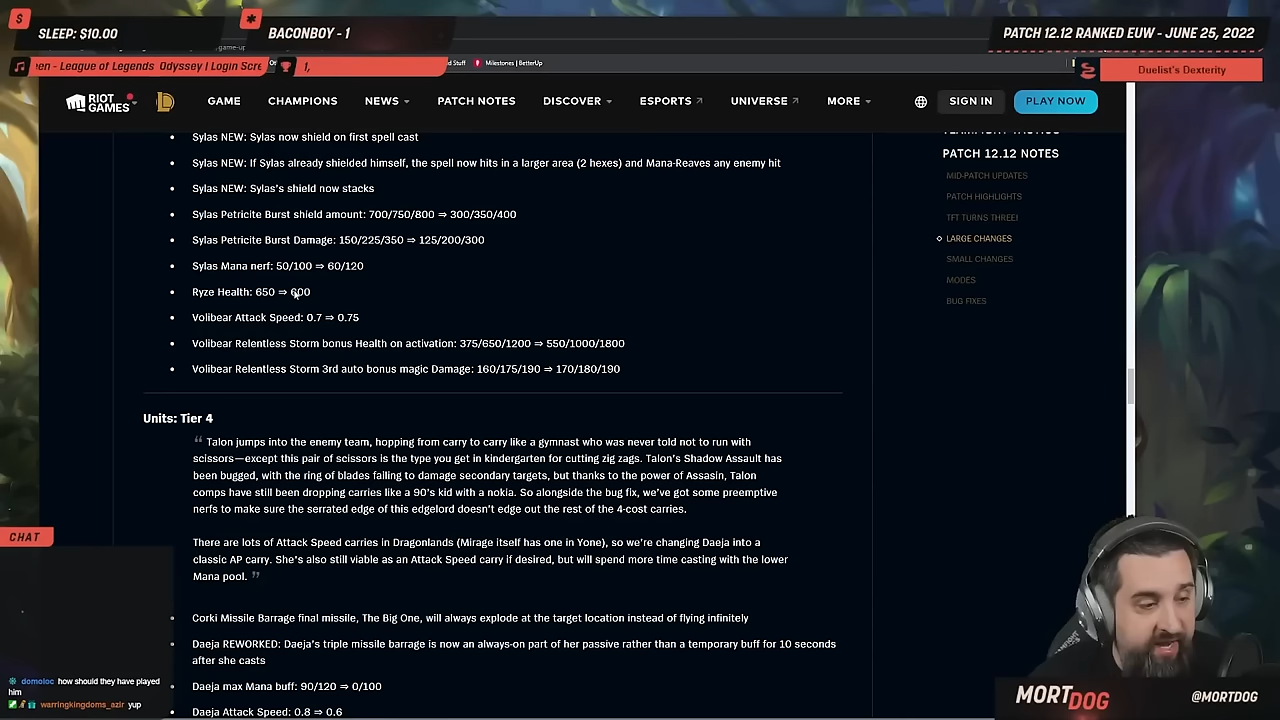 $
SLEEP: $10.00
BACONBOY - 1
PATCH 12.12 RANKED EUW - JUNE 25, 2022
en - League of Legends Odyssey | Login Scre
I,
Milestones | BetterUp
Duelist's Dexterity
RIOT GAMES
GAME
CHAMPIONS
NEWS
PATCH NOTES
DISCOVER
ESPORTS
UNIVERSE
MORE
SIGN IN
PLAY NOW
• Sylas NEW: Sylas now shield on first spell cast
• Sylas NEW: If Sylas already shielded himself, the spell now hits in a larger area (2 hexes) and Mana-Reaves any enemy hit
• Sylas NEW: Sylas's shield now stacks
• Sylas Petricite Burst shield amount: 700/750/800 ⇒ 300/350/400
• Sylas Petricite Burst Damage: 150/225/350 ⇒ 125/200/300
• Sylas Mana nerf: 50/100 ⇒ 60/120
• Ryze Health: 650 ⇒ 600
• Volibear Attack Speed: 0.7 ⇒ 0.75
• Volibear Relentless Storm bonus Health on activation: 375/650/1200 ⇒ 550/1000/1800
• Volibear Relentless Storm 3rd auto bonus magic Damage: 160/175/190 ⇒ 170/180/190
Units: Tier 4
“ Talon jumps into the enemy team, hopping from carry to carry like a gymnast who was never told not to run with
scissors—except this pair of scissors is the type you get in kindergarten for cutting zig zags. Talon's Shadow Assault has
been bugged, with the ring of blades falling to damage secondary targets, but thanks to the power of Assasin, Talon
comps have still been dropping carries like a 90's kid with a nokia. So alongside the bug fix, we've got some preemptive
nerfs to make sure the serrated edge of this edgelord doesn't edge out the rest of the 4-cost carries.
There are lots of Attack Speed carries in Dragonlands (Mirage itself has one in Yone), so we're changing Daeja into a
classic AP carry. She's also still viable as an Attack Speed carry if desired, but will spend more time casting with the lower
Mana pool. ”
• Corki Missile Barrage final missile, The Big One, will always explode at the target location instead of flying infinitely
• Daeja REWORKED: Daeja's triple missile barrage is now an always-on part of her passive rather than a temporary buff for 10 seconds
after she casts
• Daeja max Mana buff: 90/120 ⇒ 0/100
• Daeja Attack Speed: 0.8 ⇒ 0.6
TEAMFIGHT TACTICS
PATCH 12.12 NOTES
MID-PATCH UPDATES
PATCH HIGHLIGHTS
TFT TURNS THREE!
LARGE CHANGES
SMALL CHANGES
MODES
BUG FIXES
CHAT
domoloc how should they have played
him
warringkingdoms_azir yup
MORTDOG
@MORTDOG